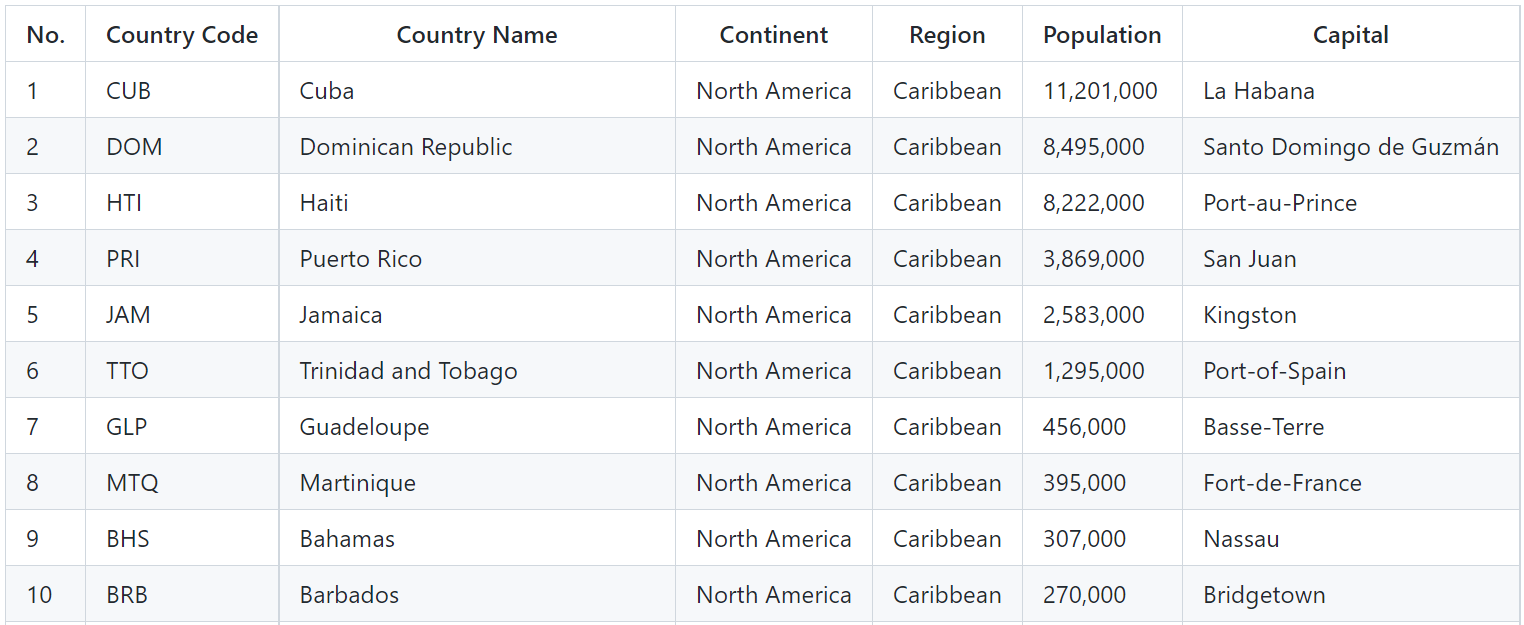 No. Country Code Country Name Continent Region Population Capital
1 CUB Cuba North America Caribbean 11,201,000 La Habana
2 DOM Dominican Republic North America Caribbean 8,495,000 Santo Domingo de Guzmán
3 HTI Haiti North America Caribbean 8,222,000 Port-au-Prince
4 PRI Puerto Rico North America Caribbean 3,869,000 San Juan
5 JAM Jamaica North America Caribbean 2,583,000 Kingston
6 TTO Trinidad and Tobago North America Caribbean 1,295,000 Port-of-Spain
7 GLP Guadeloupe North America Caribbean 456,000 Basse-Terre
8 MTQ Martinique North America Caribbean 395,000 Fort-de-France
9 BHS Bahamas North America Caribbean 307,000 Nassau
10 BRB Barbados North America Caribbean 270,000 Bridgetown